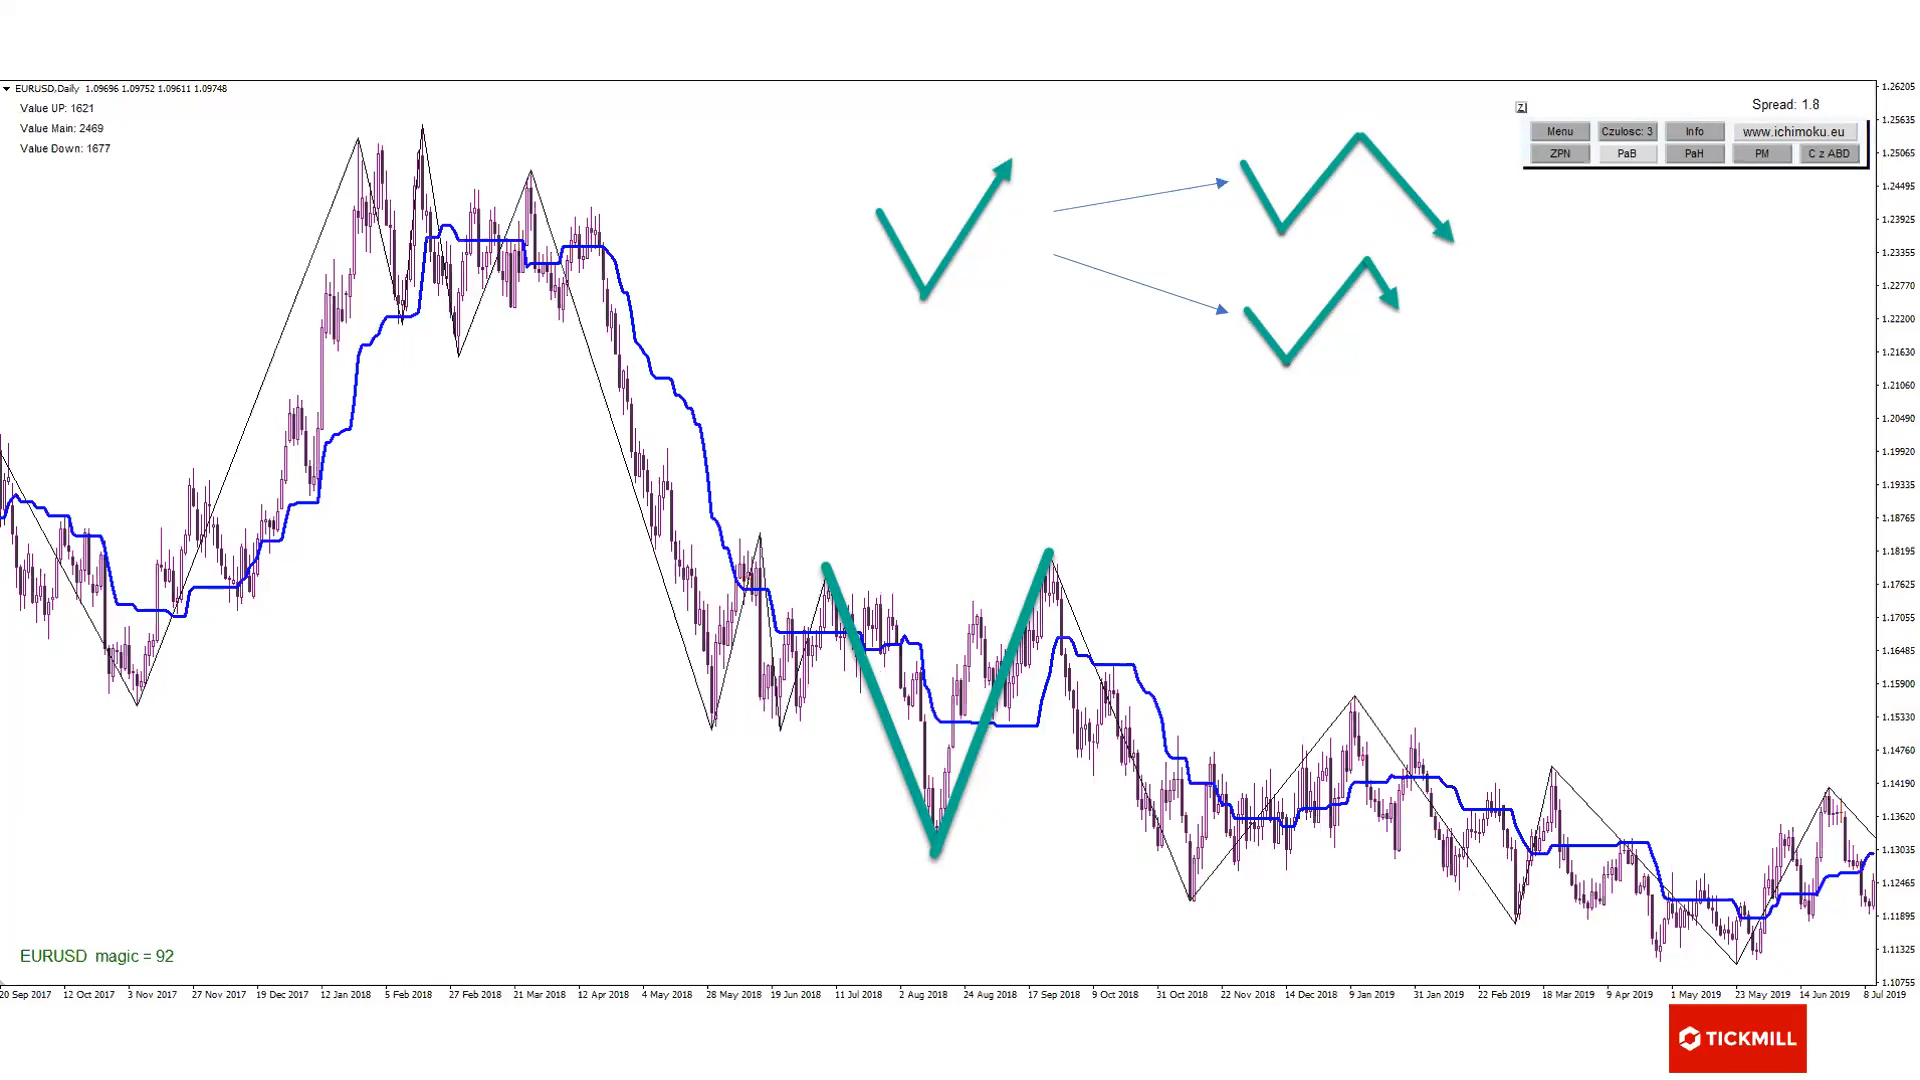 EURUSD,Daily 1.09696 1.09752 1.09611 1.09748
Value UP: 1621
Value Main: 2469
Value Down: 1677
Spread: 1.8
Z
Menu Czulosc: 3 Info www.ichimoku.eu
ZPN PaB PaH PM C z ABD
1.26205
1.25635
1.25065
1.24495
1.23925
1.23355
1.22770
1.22200
1.21630
1.21060
1.20490
1.19920
1.19335
1.18765
1.18195
1.17625
1.17055
1.16485
1.15900
1.15330
1.14760
1.14190
1.13620
1.13035
1.12465
1.11895
1.11325
1.10755
EURUSD magic = 92
20 Sep 2017 12 Oct 2017 3 Nov 2017 27 Nov 2017 19 Dec 2017 12 Jan 2018 5 Feb 2018 27 Feb 2018 21 Mar 2018 12 Apr 2018 4 May 2018 28 May 2018 19 Jun 2018 11 Jul 2018 2 Aug 2018 24 Aug 2018 17 Sep 2018 9 Oct 2018 31 Oct 2018 22 Nov 2018 14 Dec 2018 9 Jan 2019 31 Jan 2019 22 Feb 2019 18 Mar 2019 9 Apr 2019 1 May 2019 23 May 2019 14 Jun 2019 8 Jul 2019
TICKMILL